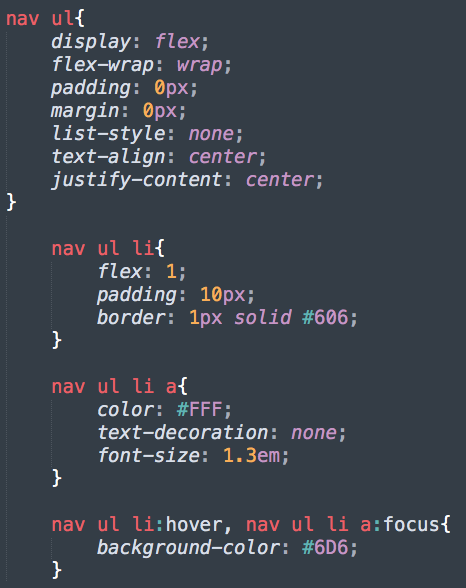 nav ul{
    display: flex;
    flex-wrap: wrap;
    padding: 0px;
    margin: 0px;
    list-style: none;
    text-align: center;
    justify-content: center;
}
    nav ul li{
        flex: 1;
        padding: 10px;
        border: 1px solid #606;
    }
    nav ul li a{
        color: #FFF;
        text-decoration: none;
        font-size: 1.3em;
    }
    nav ul li:hover, nav ul li a:focus{
        background-color: #6D6;
    }